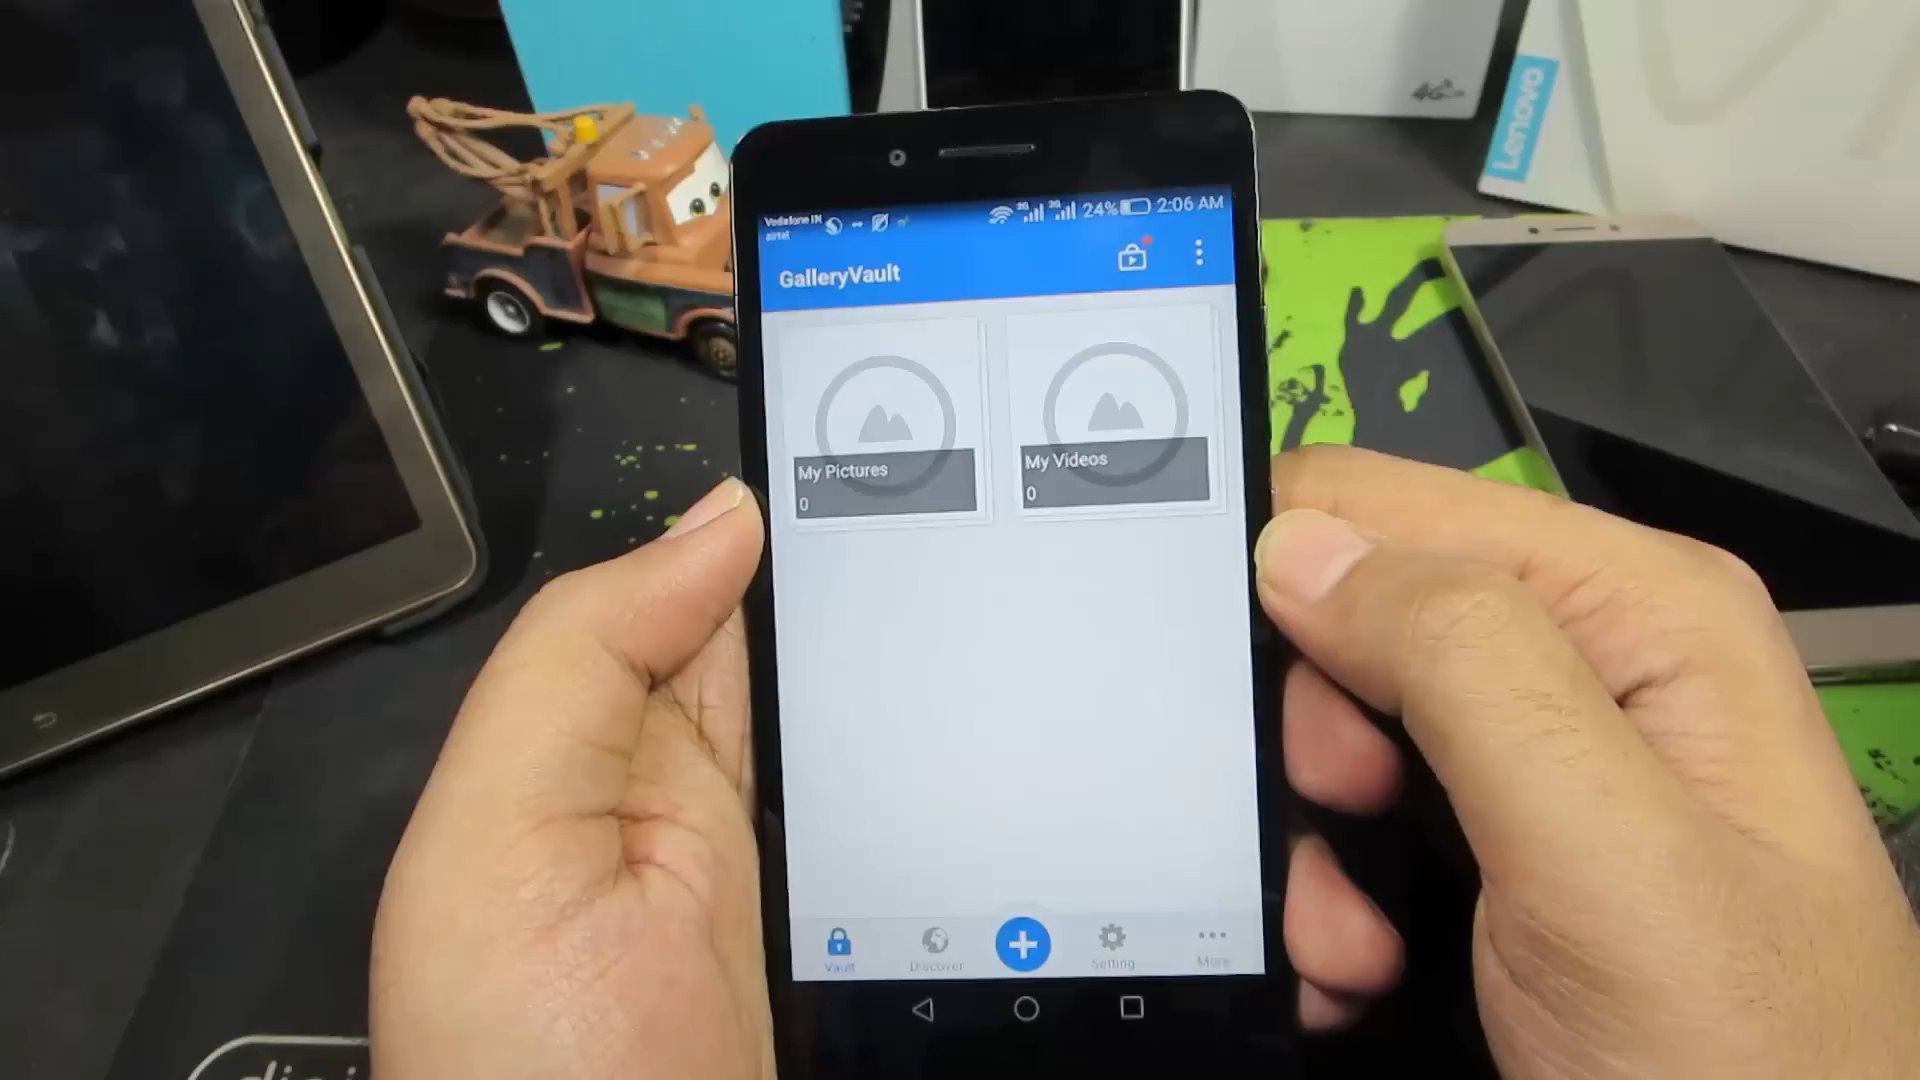 4G
Lenovo
Vodafone IN
airtel
24%
2:06 AM
GalleryVault
My Pictures
0
My Videos
0
Vault
Discover
Setting
More